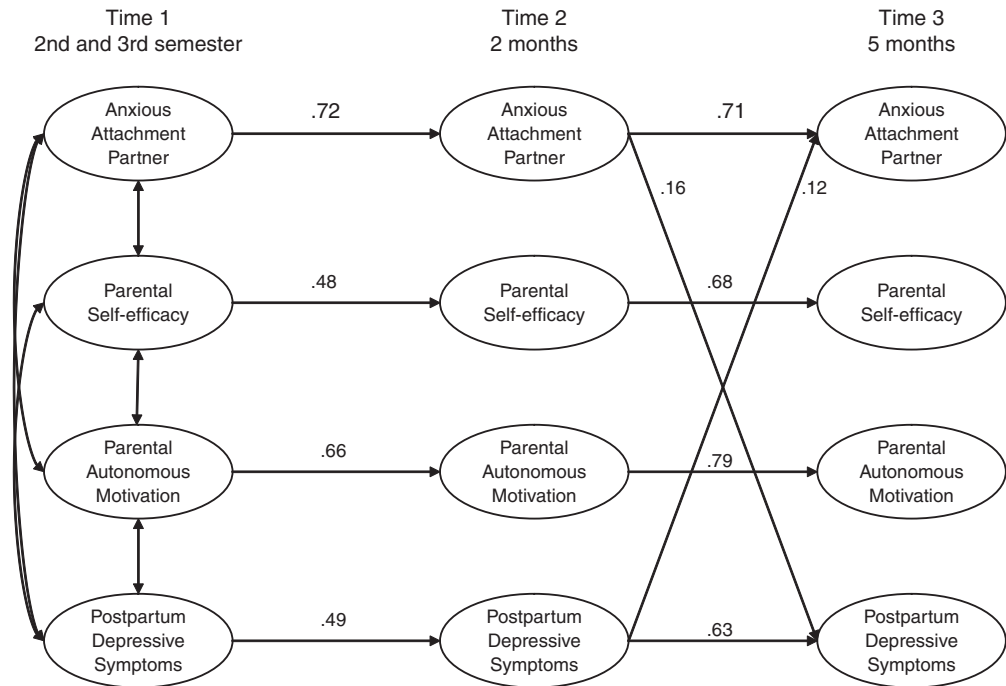 Time 1
2nd and 3rd semester
Time 2
2 months
Time 3
5 months
Anxious
Attachment
Partner
.72
Anxious
Attachment
Partner
.71
Anxious
Attachment
Partner
.16
.12
Parental
Self-efficacy
.48
Parental
Self-efficacy
.68
Parental
Self-efficacy
Parental
Autonomous
Motivation
.66
Parental
Autonomous
Motivation
.79
Parental
Autonomous
Motivation
Postpartum
Depressive
Symptoms
.49
Postpartum
Depressive
Symptoms
.63
Postpartum
Depressive
Symptoms